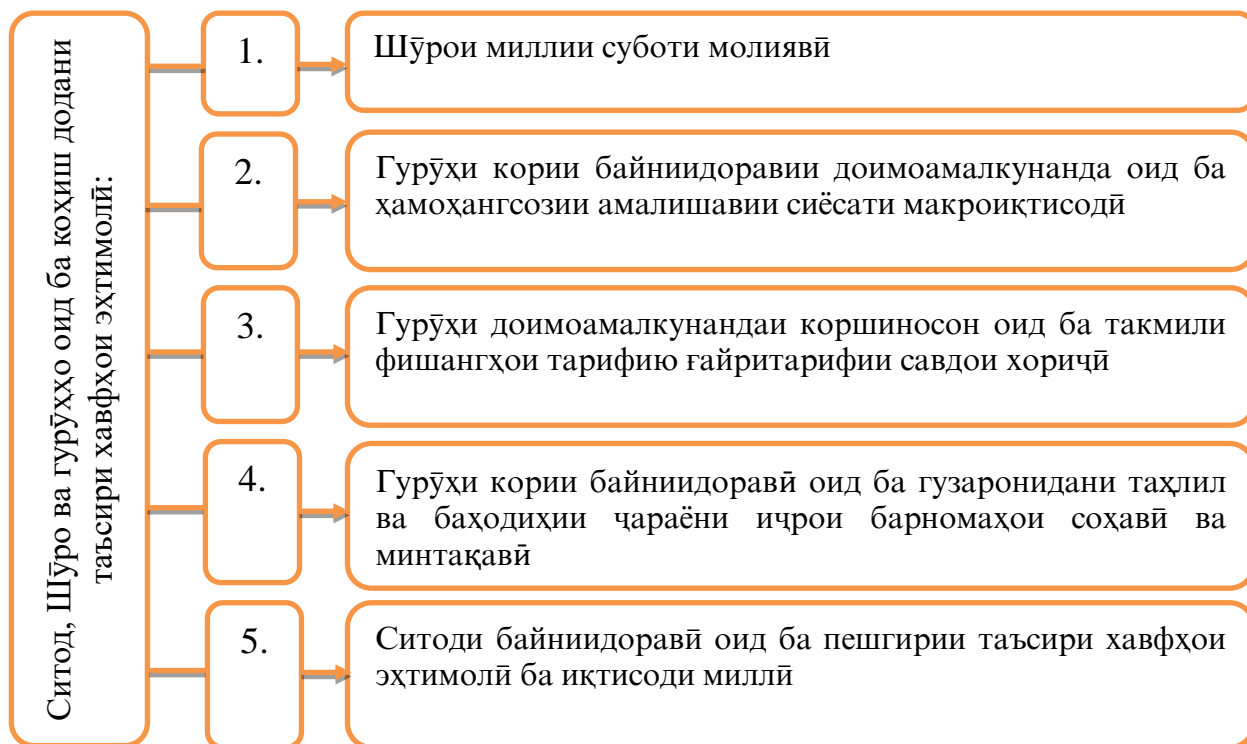 Ситод, Шӯро ва гурӯҳҳо оид ба коҳиш додани
таъсири хавфҳои эҳтимолӣ:
1.
Шӯрои миллии суботи молиявӣ
2.
Гурӯҳи кории байниидоравии доимоамалкунанда оид ба
ҳамоҳангсозии амалишавии сиёсати макроиқтисодӣ
3.
Гурӯҳи доимоамалкунандаи коршиносон оид ба такмили
фишангҳои тарифию ғайритарифии савдои хориҷӣ
4.
Гурӯҳи кории байниидоравӣ оид ба гузаронидани таҳлил
ва баҳодиҳии ҷараёни иҷрои барномаҳои соҳавӣ ва
минтақавӣ
5.
Ситоди байниидоравӣ оид ба пешгирии таъсири хавфҳои
эҳтимолӣ ба иқтисоди миллӣ